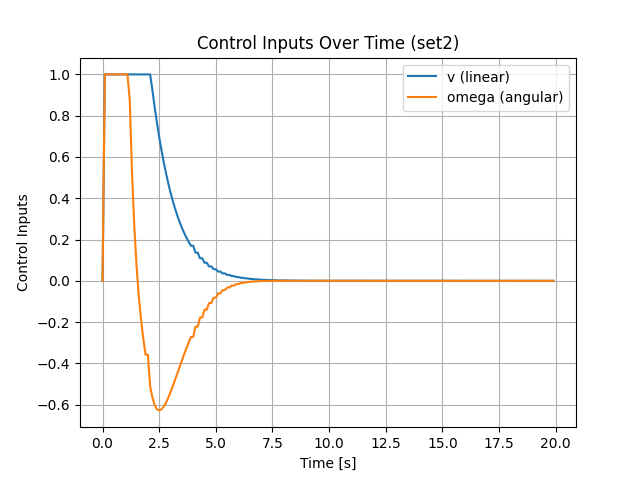 Control Inputs Over Time (set2)
v (linear)
omega (angular)
Control Inputs
1.0
0.8
0.6
0.4
0.2
0.0
−0.2
−0.4
−0.6
0.0 2.5 5.0 7.5 10.0 12.5 15.0 17.5 20.0
Time [s]